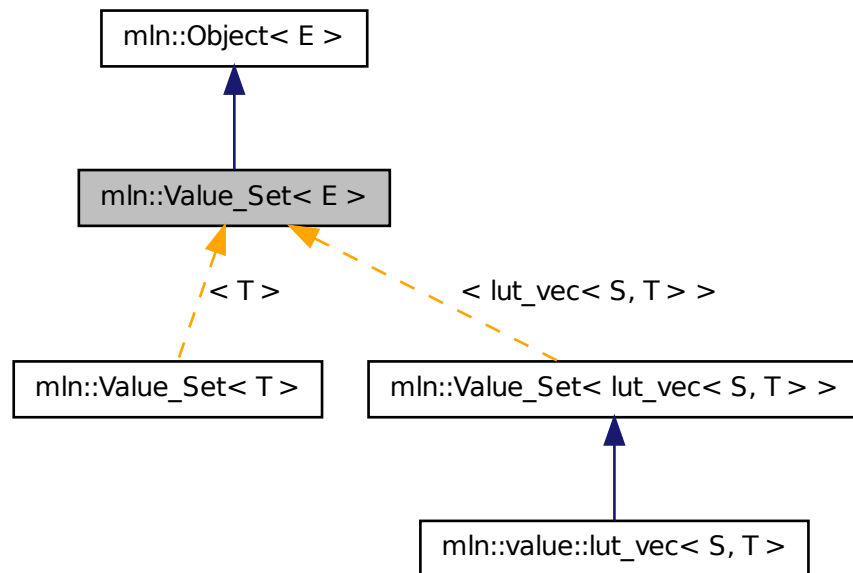 mln::Object< E >
mln::Value_Set< E >
< T >
< lut_vec< S, T > >
mln::Value_Set< T >
mln::Value_Set< lut_vec< S, T > >
mln::value::lut_vec< S, T >